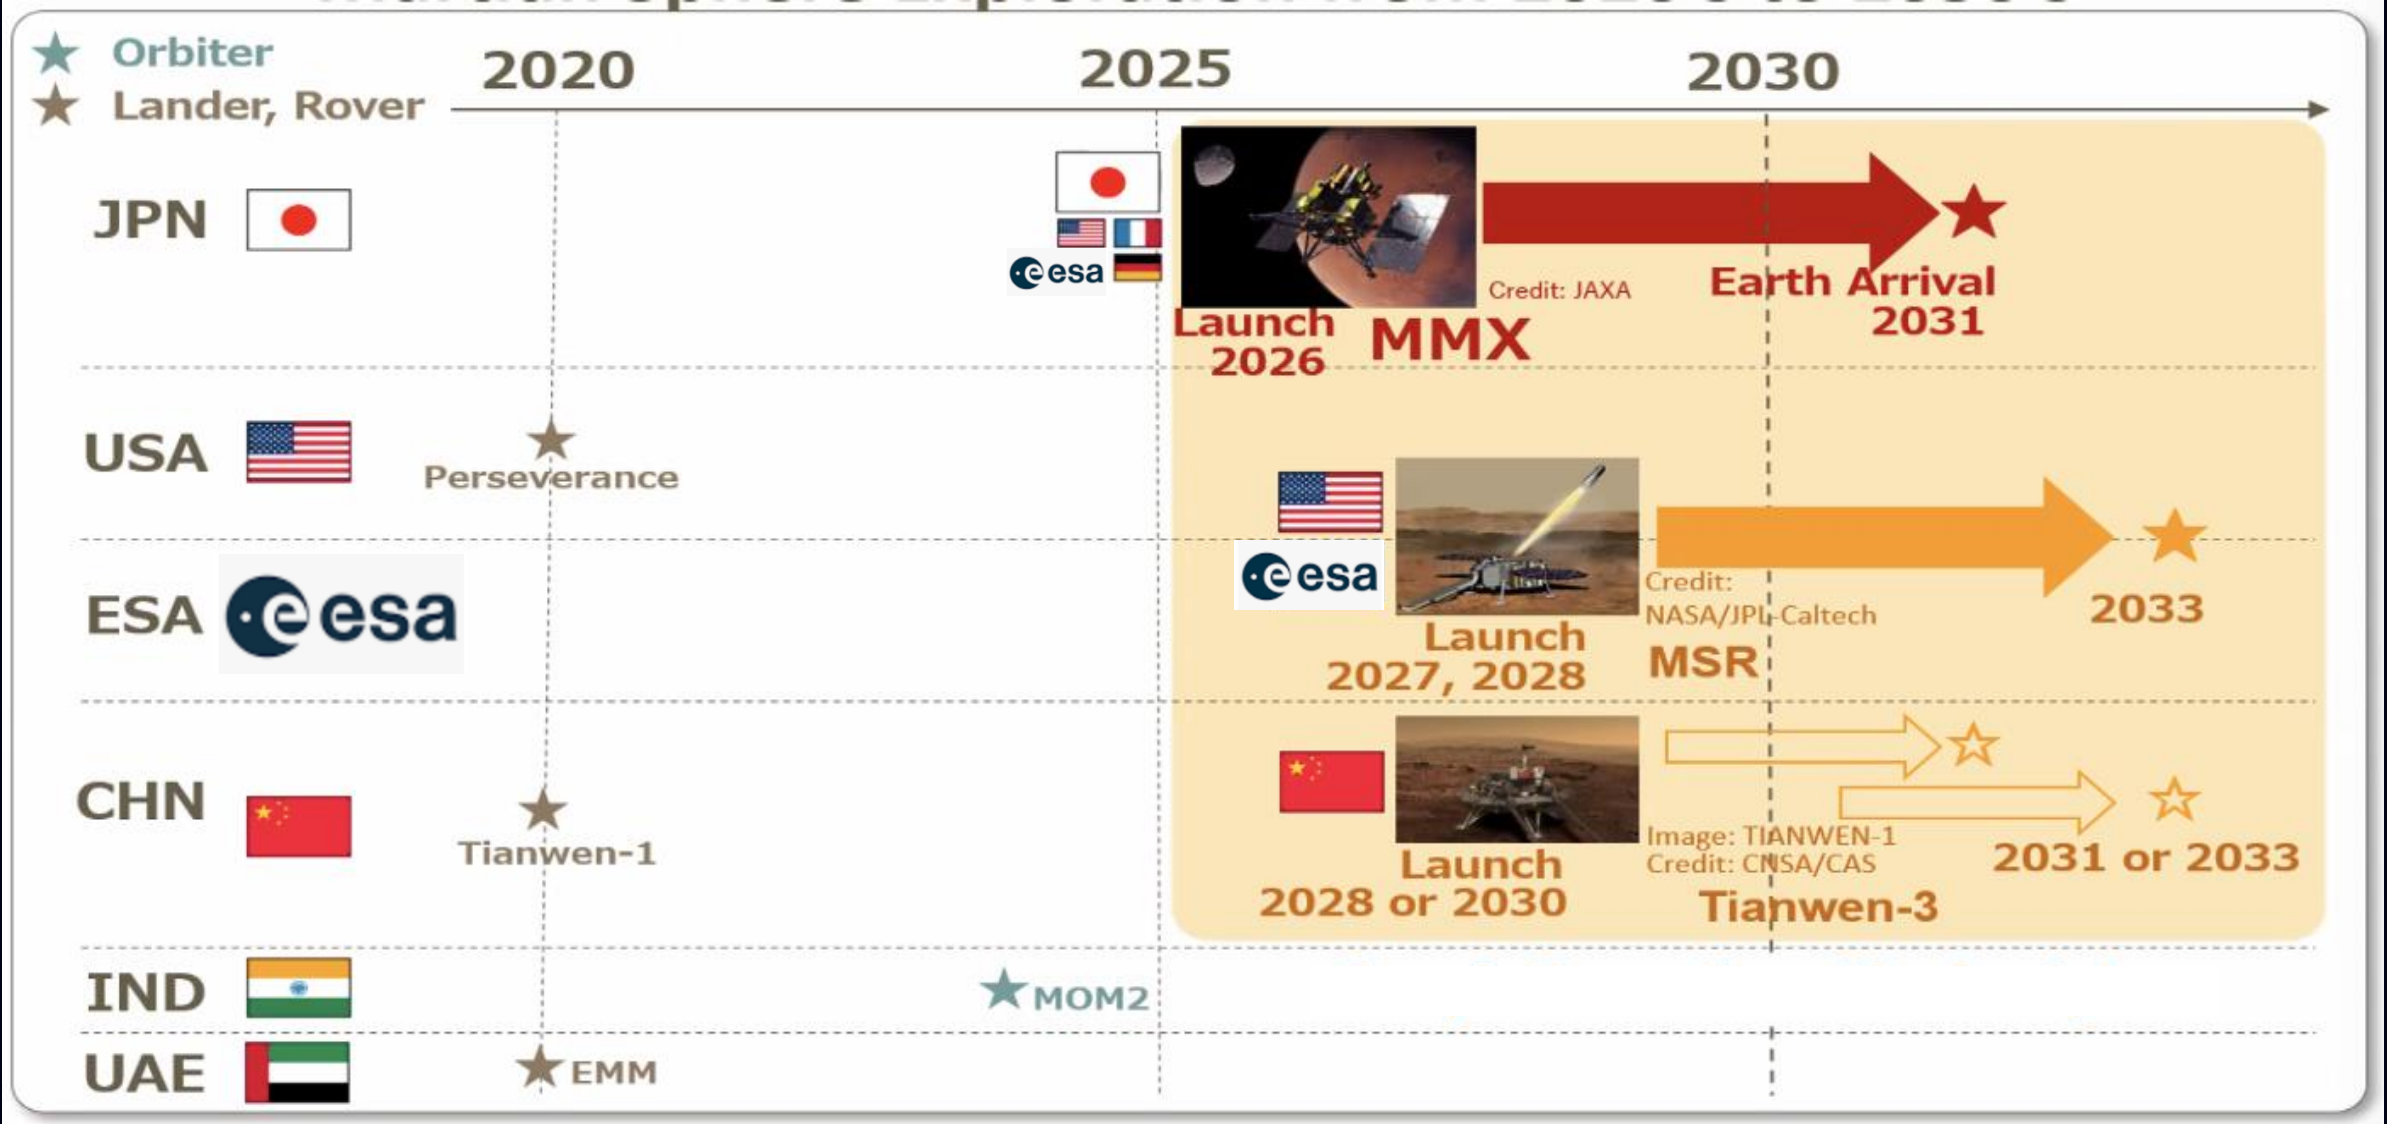 Orbiter
Lander, Rover
2020
2025
2030
JPN
esa
Credit: JAXA
Launch
2026
MMX
Earth Arrival
2031
USA
Perseverance
ESA
esa
esa
Credit:
NASA/JPL-Caltech
Launch
2027, 2028
MSR
2033
CHN
Tianwen-1
Image: TIANWEN-1
Credit: CNSA/CAS
Launch
2028 or 2030
Tianwen-3
2031 or 2033
IND
MOM2
UAE
EMM